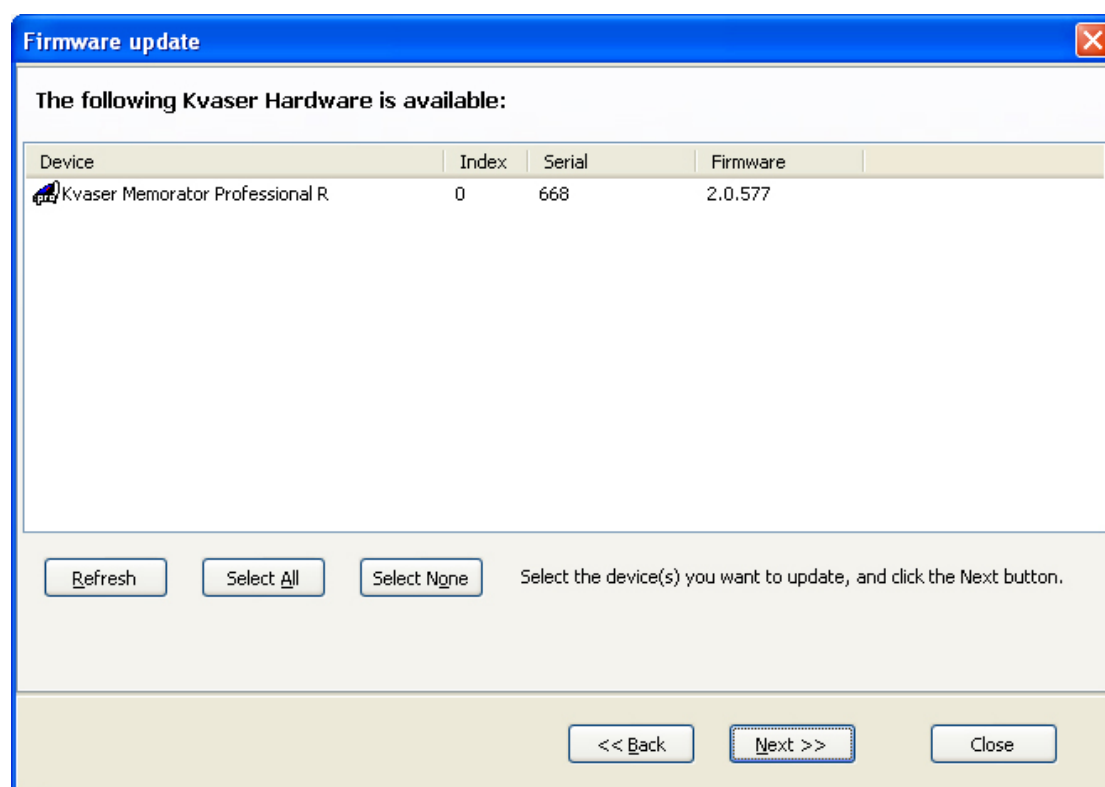 Firmware update
The following Kvaser Hardware is available:
Device Index Serial Firmware
pro Kvaser Memorator Professional R 0 668 2.0.577
Refresh Select All Select None Select the device(s) you want to update, and click the Next button.
<< Back Next >> Close